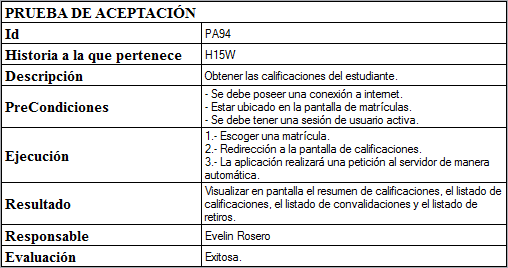 PRUEBA DE ACEPTACIÓN
Id PA94
Historia a la que pertenece H15W
Descripción Obtener las calificaciones del estudiante.
PreCondiciones - Se debe poseer una conexión a internet.
- Estar ubicado en la pantalla de matrículas.
- Se debe tener una sesión de usuario activa.
Ejecución 1.- Escoger una matrícula.
2.- Redirección a la pantalla de calificaciones.
3.- La aplicación realizará una petición al servidor de manera
automática.
Resultado Visualizar en pantalla el resumen de calificaciones, el listado de
calificaciones, el listado de convalidaciones y el listado de
retiros.
Responsable Evelin Rosero
Evaluación Exitosa.